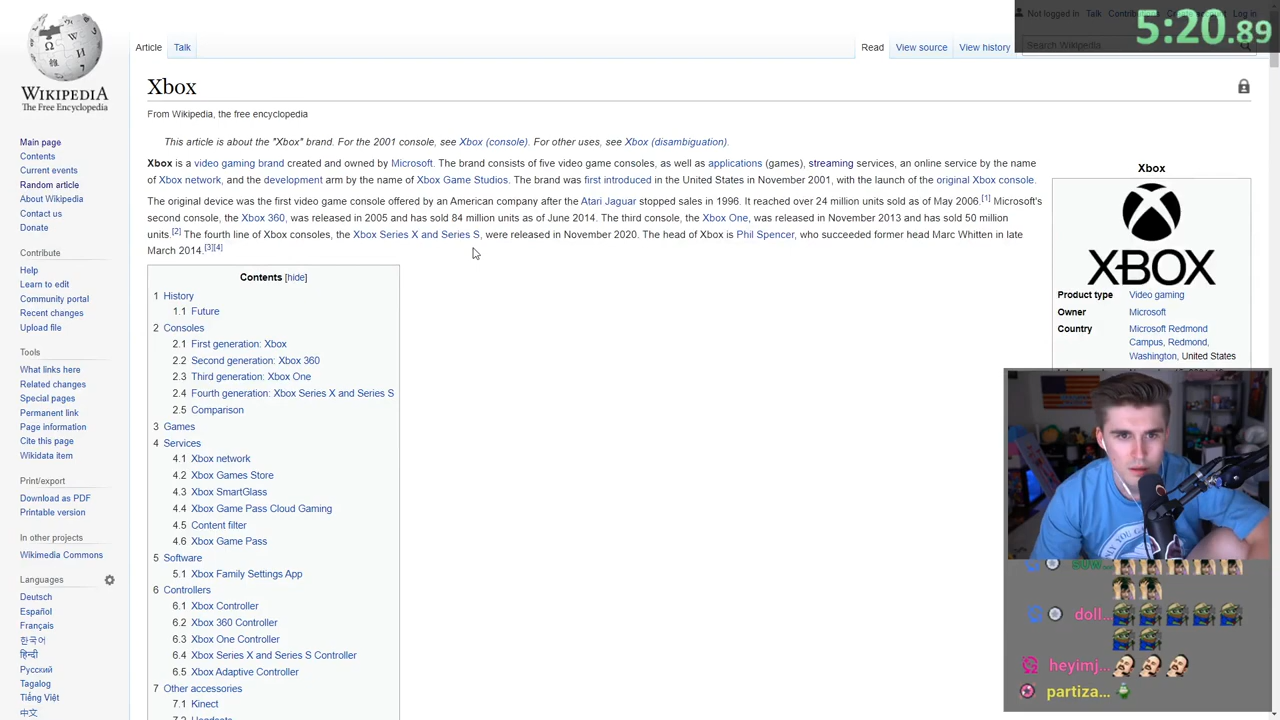 Not logged in Talk
5:20.89
WIKIPEDIA
The Free Encyclopedia
Article Talk
Read View source View history
Search Wikipedia
Xbox
From Wikipedia, the free encyclopedia
This article is about the "Xbox" brand. For the 2001 console, see Xbox (console). For other uses, see Xbox (disambiguation).
Xbox is a video gaming brand created and owned by Microsoft. The brand consists of five video game consoles, as well as applications (games), streaming services, an online service by the name
of Xbox network, and the development arm by the name of Xbox Game Studios. The brand was first introduced in the United States in November 2001, with the launch of the original Xbox console.
The original device was the first video game console offered by an American company after the Atari Jaguar stopped sales in 1996. It reached over 24 million units sold as of May 2006.[1] Microsoft's
second console, the Xbox 360, was released in 2005 and has sold 84 million units as of June 2014. The third console, the Xbox One, was released in November 2013 and has sold 50 million
units.[2] The fourth line of Xbox consoles, the Xbox Series X and Series S, were released in November 2020. The head of Xbox is Phil Spencer, who succeeded former head Marc Whitten in late
March 2014.[3][4]
Main page
Contents
Current events
Random article
About Wikipedia
Contact us
Donate
Contribute
Help
Learn to edit
Community portal
Recent changes
Upload file
Tools
What links here
Related changes
Special pages
Permanent link
Page information
Cite this page
Wikidata item
Print/export
Download as PDF
Printable version
In other projects
Wikimedia Commons
Languages
Deutsch
Español
Français
한국어
हिन्दी
Русский
Tagalog
Tiếng Việt
中文
Contents [hide]
1 History
1.1 Future
2 Consoles
2.1 First generation: Xbox
2.2 Second generation: Xbox 360
2.3 Third generation: Xbox One
2.4 Fourth generation: Xbox Series X and Series S
2.5 Comparison
3 Games
4 Services
4.1 Xbox network
4.2 Xbox Games Store
4.3 Xbox SmartGlass
4.4 Xbox Game Pass Cloud Gaming
4.5 Content filter
4.6 Xbox Game Pass
5 Software
5.1 Xbox Family Settings App
6 Controllers
6.1 Xbox Controller
6.2 Xbox 360 Controller
6.3 Xbox One Controller
6.4 Xbox Series X and Series S Controller
6.5 Xbox Adaptive Controller
7 Other accessories
7.1 Kinect
7.2 Headsets
Xbox
XBOX
Product type Video gaming
Owner Microsoft
Country Microsoft Redmond
Campus, Redmond,
Washington, United States
doll...
heyimj...
partiza...